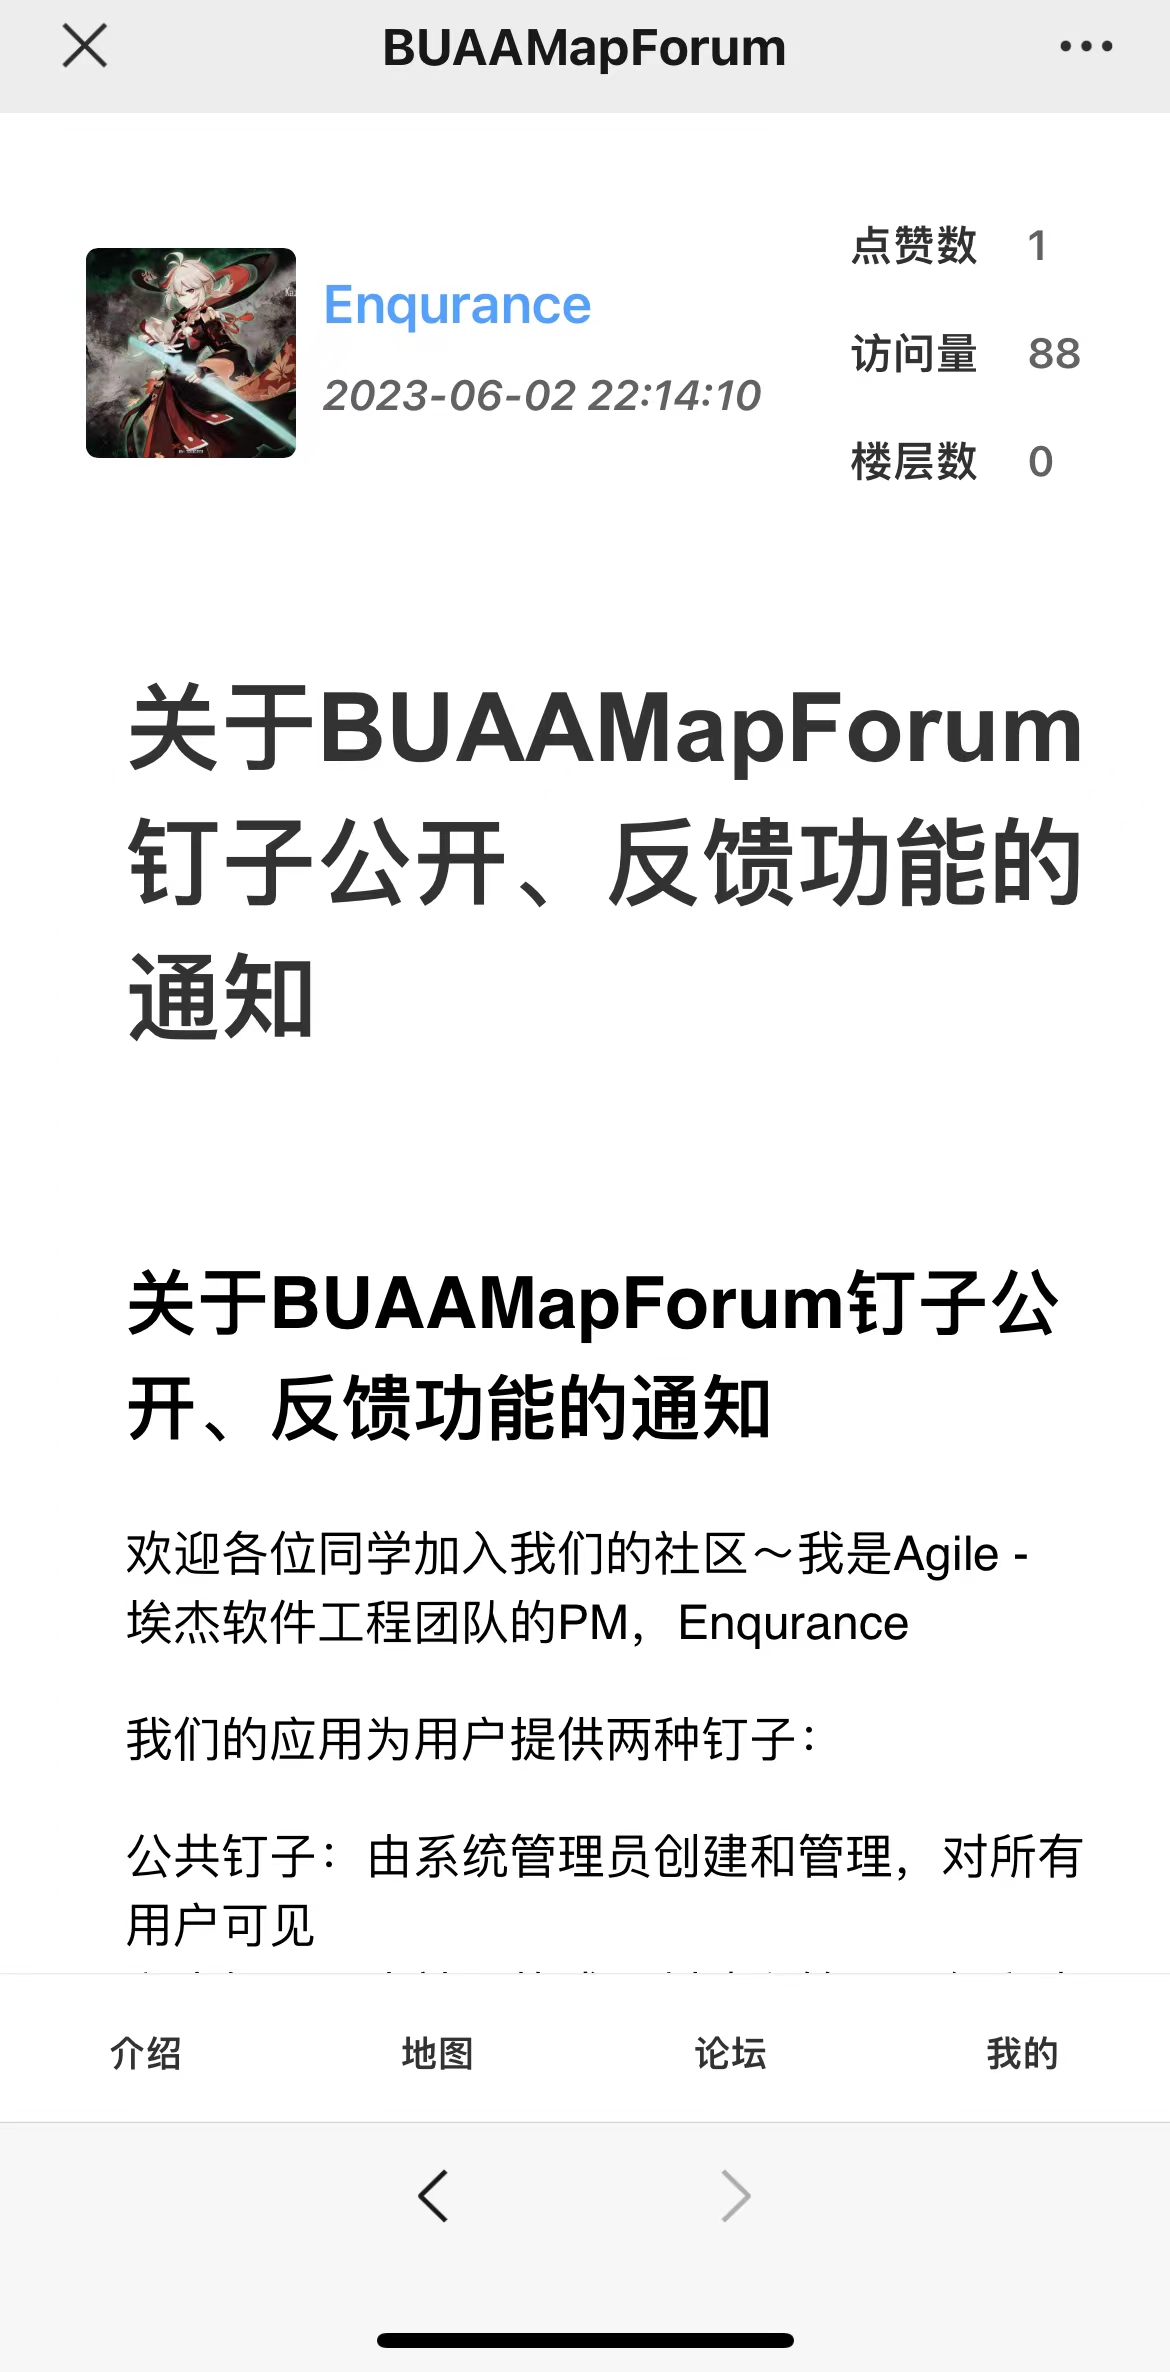 BUAAMapForum
Enqurance
2023-06-02 22:14:10
点赞数 1
访问量 88
楼层数 0
关于BUAAMapForum
钉子公开、反馈功能的
通知
关于BUAAMapForum钉子公
开、反馈功能的通知
欢迎各位同学加入我们的社区～我是Agile -
埃杰软件工程团队的PM，Enqurance
我们的应用为用户提供两种钉子：
公共钉子：由系统管理员创建和管理，对所有
用户可见
介绍
地图
论坛
我的